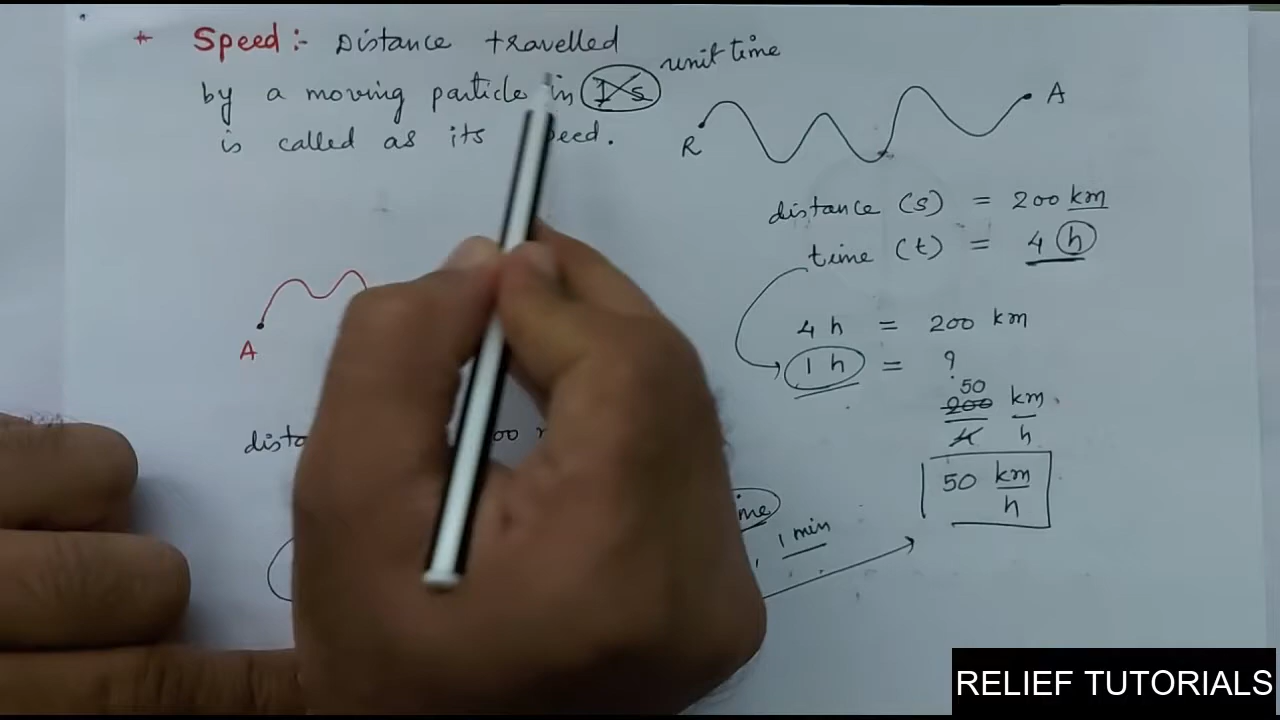 * Speed :- Distance travelled
by a moving particle in 1s unit time
is called as its
R
A
distance (s) = 200 km
time (t) = 4 h
4 h = 200 km
1 h = ?
50
200 km
4 h
50 km
h
A
1 min
RELIEF TUTORIALS